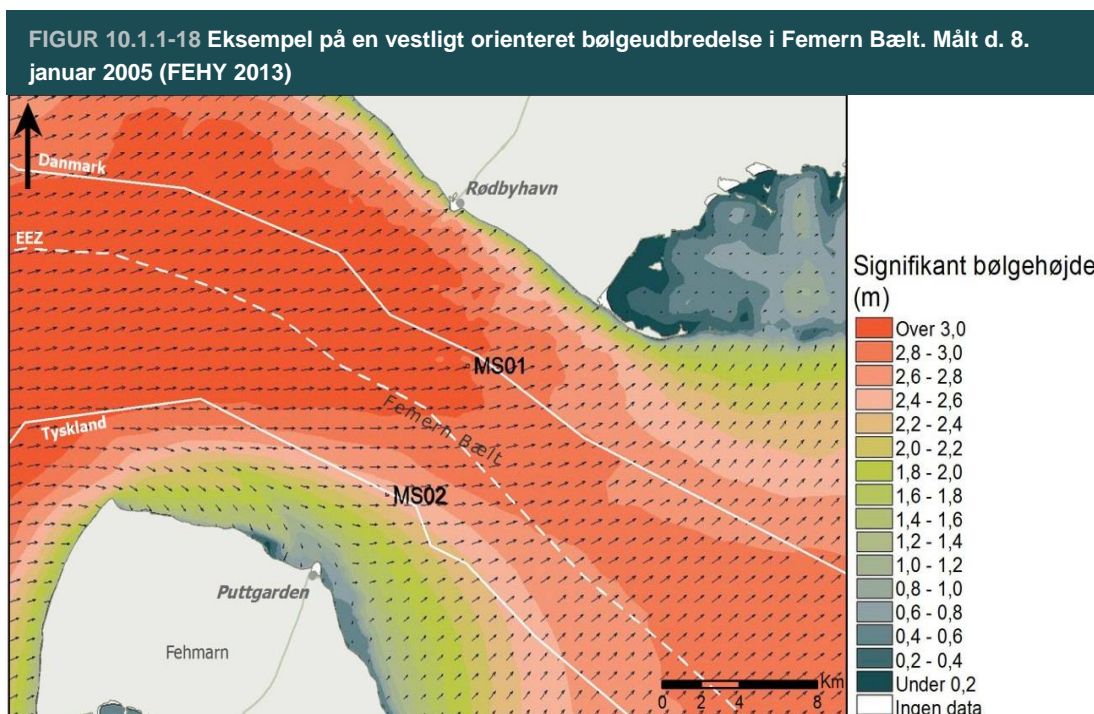 FIGUR 10.1.1-18 Eksempel på en vestligt orienteret bølgeudbredelse i Femern Bælt. Målt d. 8.
januar 2005 (FEHY 2013)
Danmark
Rødbyhavn
EEZ
MS01
Femern Bælt
Tyskland
MS02
Puttgarden
Fehmarn
Km
0 2 4 8
Signifikant bølgehøjde
(m)
Over 3,0
2,8 - 3,0
2,6 - 2,8
2,4 - 2,6
2,2 - 2,4
2,0 - 2,2
1,8 - 2,0
1,6 - 1,8
1,4 - 1,6
1,2 - 1,4
1,0 - 1,2
0,8 - 1,0
0,6 - 0,8
0,4 - 0,6
0,2 - 0,4
Under 0,2
Ingen data